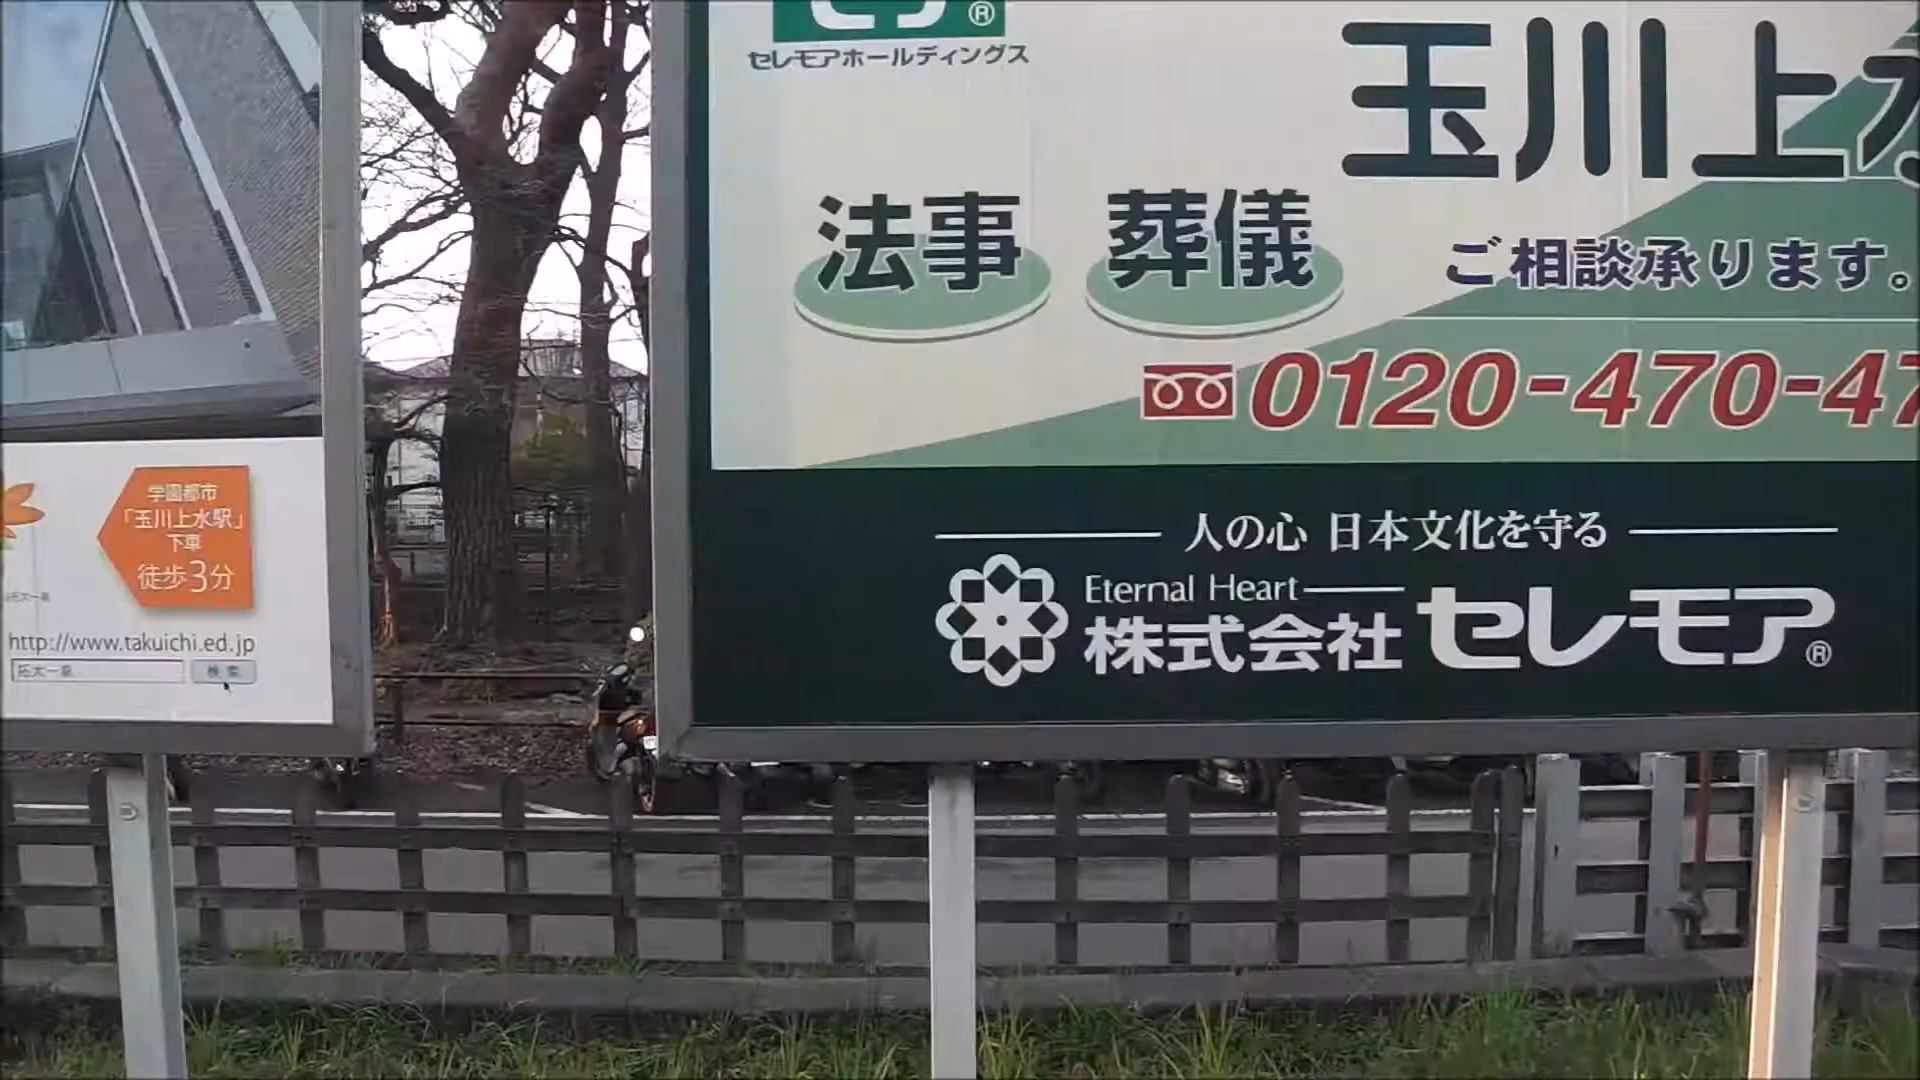 学園都市
「玉川上水駅」
下車
徒歩3分
http://www.takuichi.ed.jp
拓大一高
検索
セレモアホールディングス
玉川上
法事 葬儀
ご相談承ります。
0120-470-47
人の心 日本文化を守る
Eternal Heart
株式会社セレモア®